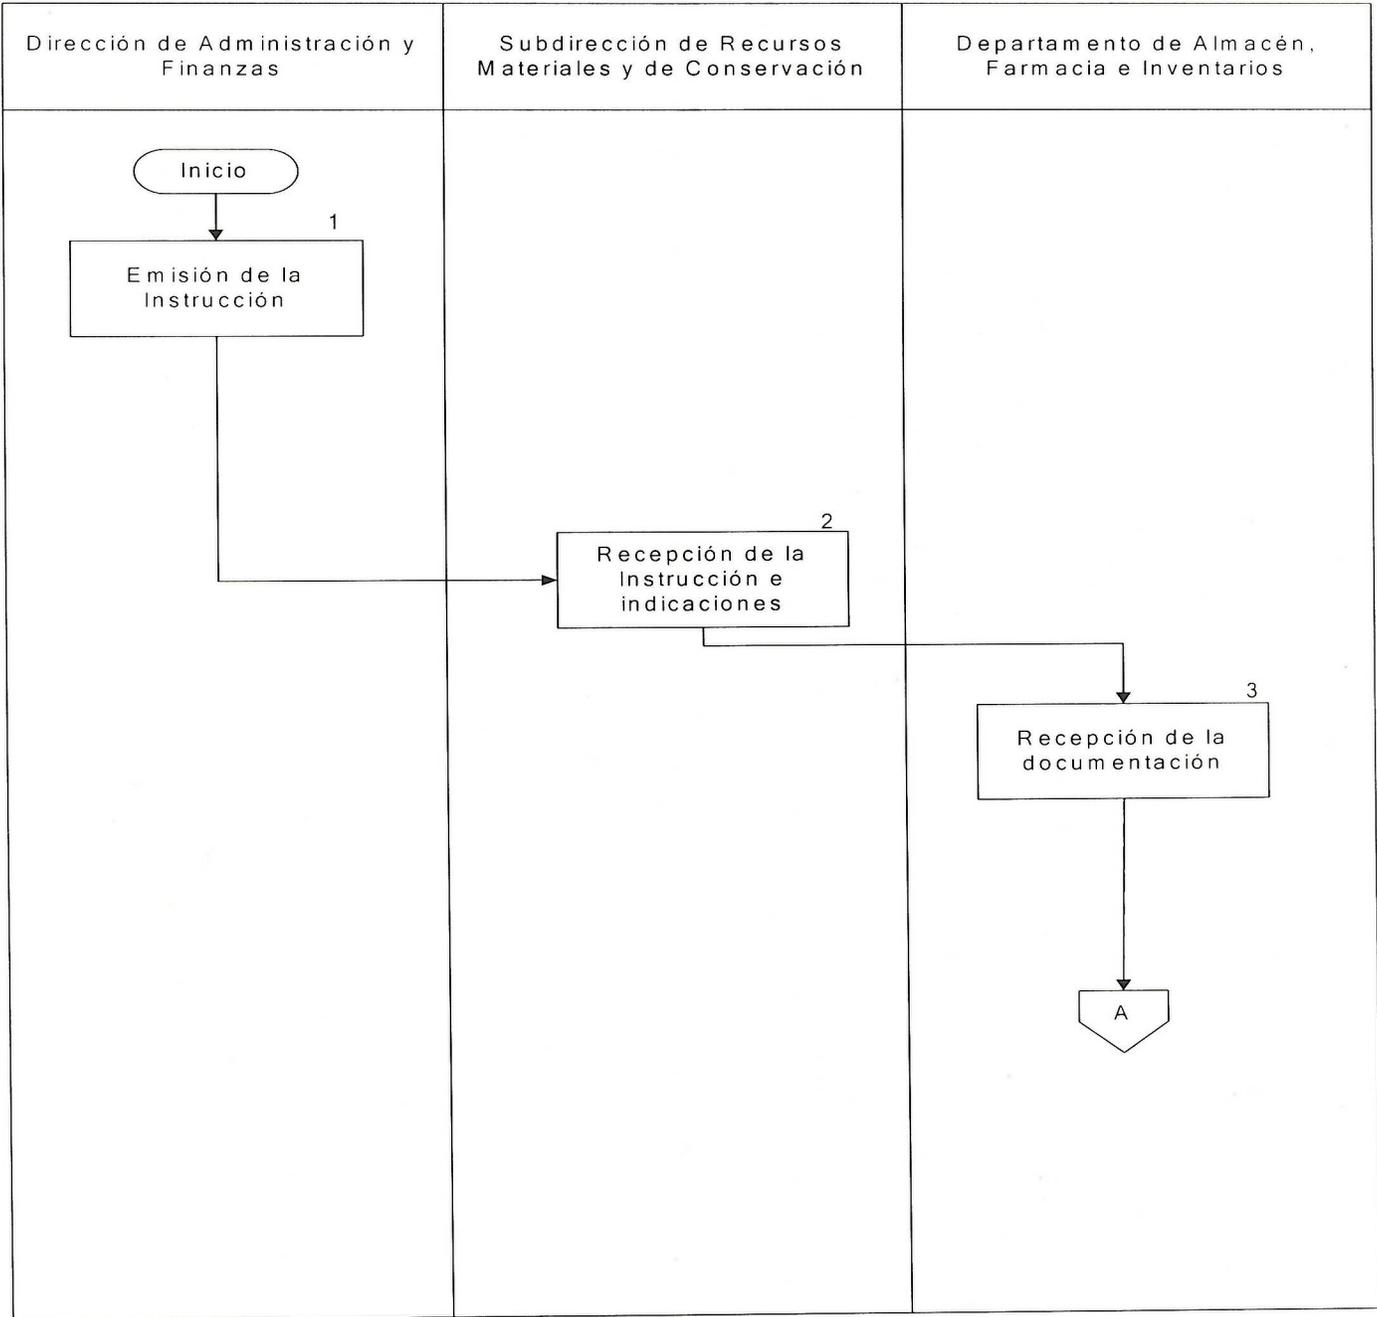 Dirección de Administración y
Finanzas
Subdirección de Recursos
Materiales y de Conservación
Departamento de Almacén,
Farmacia e Inventarios
Inicio
1
Emisión de la
Instrucción
2
Recepción de la
Instrucción e
indicaciones
3
Recepción de la
documentación
A